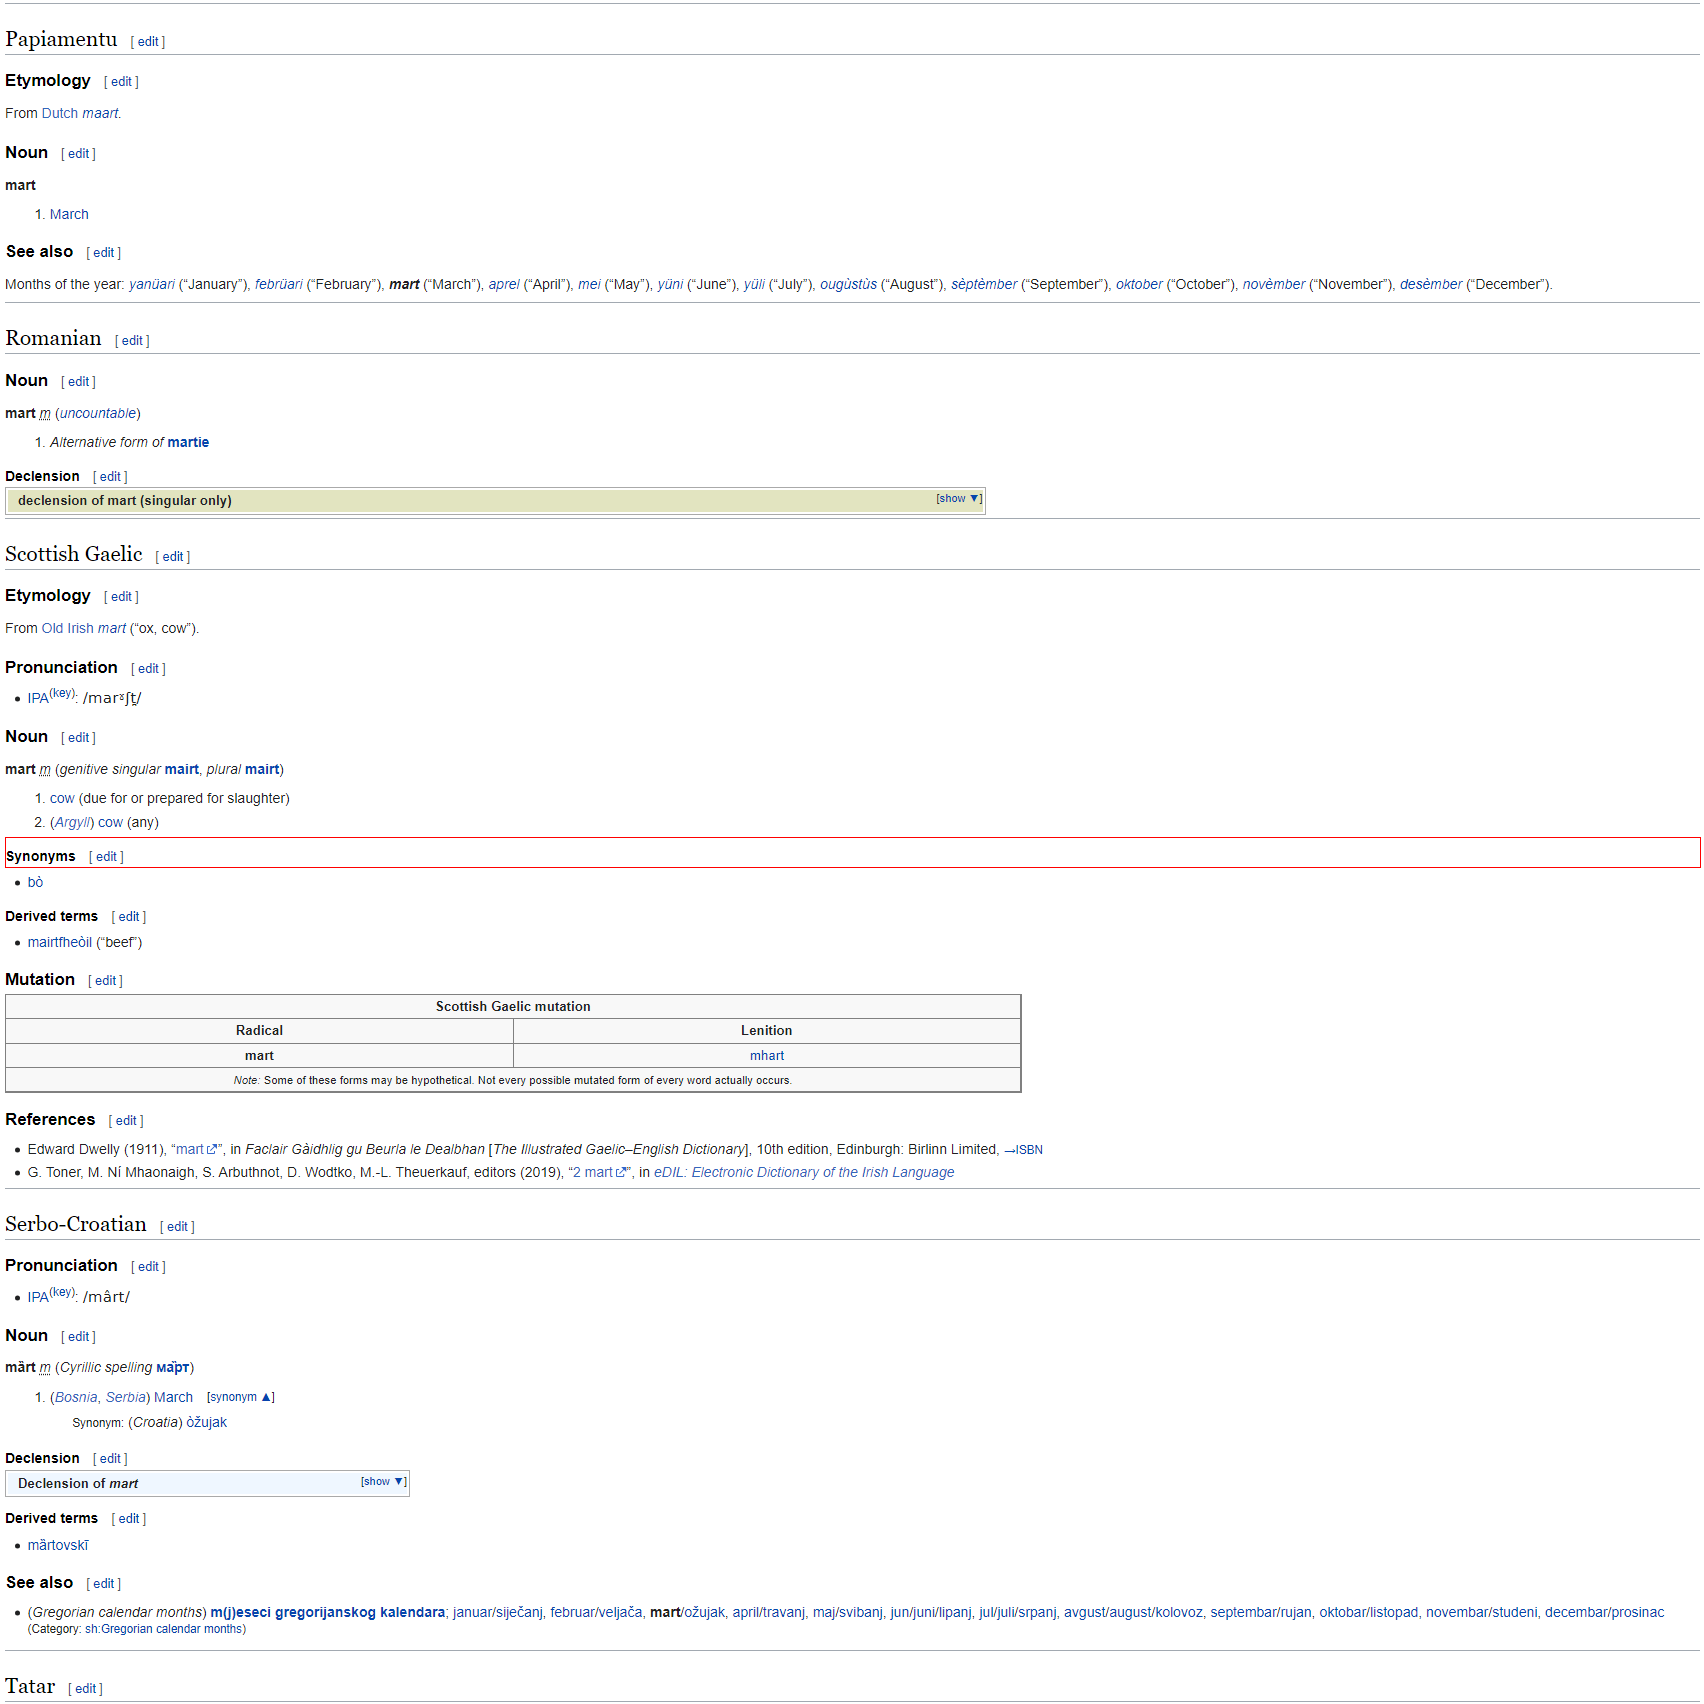 Papiamentu [ edit ]
Etymology [ edit ]
From Dutch maart.
Noun [ edit ]
mart
1. March
See also [ edit ]
Months of the year: yanüari (“January”), febrüari (“February”), mart (“March”), aprel (“April”), mei (“May”), yüni (“June”), yüli (“July”), ougùstùs (“August”), sèptèmber (“September”), oktober (“October”), novèmber (“November”), desèmber (“December”).
Romanian [ edit ]
Noun [ edit ]
mart m (uncountable)
1. Alternative form of martie
Declension [ edit ]
declension of mart (singular only) [show ▼]
Scottish Gaelic [ edit ]
Etymology [ edit ]
From Old Irish mart (“ox, cow”).
Pronunciation [ edit ]
• IPA(key): /marˠʃt̪/
Noun [ edit ]
mart m (genitive singular mairt, plural mairt)
1. cow (due for or prepared for slaughter)
2. (Argyll) cow (any)
Synonyms [ edit ]
• bò
Derived terms [ edit ]
• mairtfheòil (“beef”)
Mutation [ edit ]
Scottish Gaelic mutation
Radical Lenition
mart mhart
Note: Some of these forms may be hypothetical. Not every possible mutated form of every word actually occurs.
References [ edit ]
• Edward Dwelly (1911), “mart”, in Faclair Gàidhlig gu Beurla le Dealbhan [The Illustrated Gaelic–English Dictionary], 10th edition, Edinburgh: Birlinn Limited, →ISBN
• G. Toner, M. Ní Mhaonaigh, S. Arbuthnot, D. Wodtko, M.-L. Theuerkauf, editors (2019), “2 mart”, in eDIL: Electronic Dictionary of the Irish Language
Serbo-Croatian [ edit ]
Pronunciation [ edit ]
• IPA(key): /mârt/
Noun [ edit ]
mȁrt m (Cyrillic spelling ма̏рт)
1. (Bosnia, Serbia) March [synonym ▲]
Synonym: (Croatia) òžujak
Declension [ edit ]
Declension of mart [show ▼]
Derived terms [ edit ]
• mȁrtovskī
See also [ edit ]
• (Gregorian calendar months) m(j)eseci gregorijanskog kalendara; januar/siječanj, februar/veljača, mart/ožujak, april/travanj, maj/svibanj, jun/juni/lipanj, jul/juli/srpanj, avgust/august/kolovoz, septembar/rujan, oktobar/listopad, novembar/studeni, decembar/prosinac
(Category: sh:Gregorian calendar months)
Tatar [ edit ]